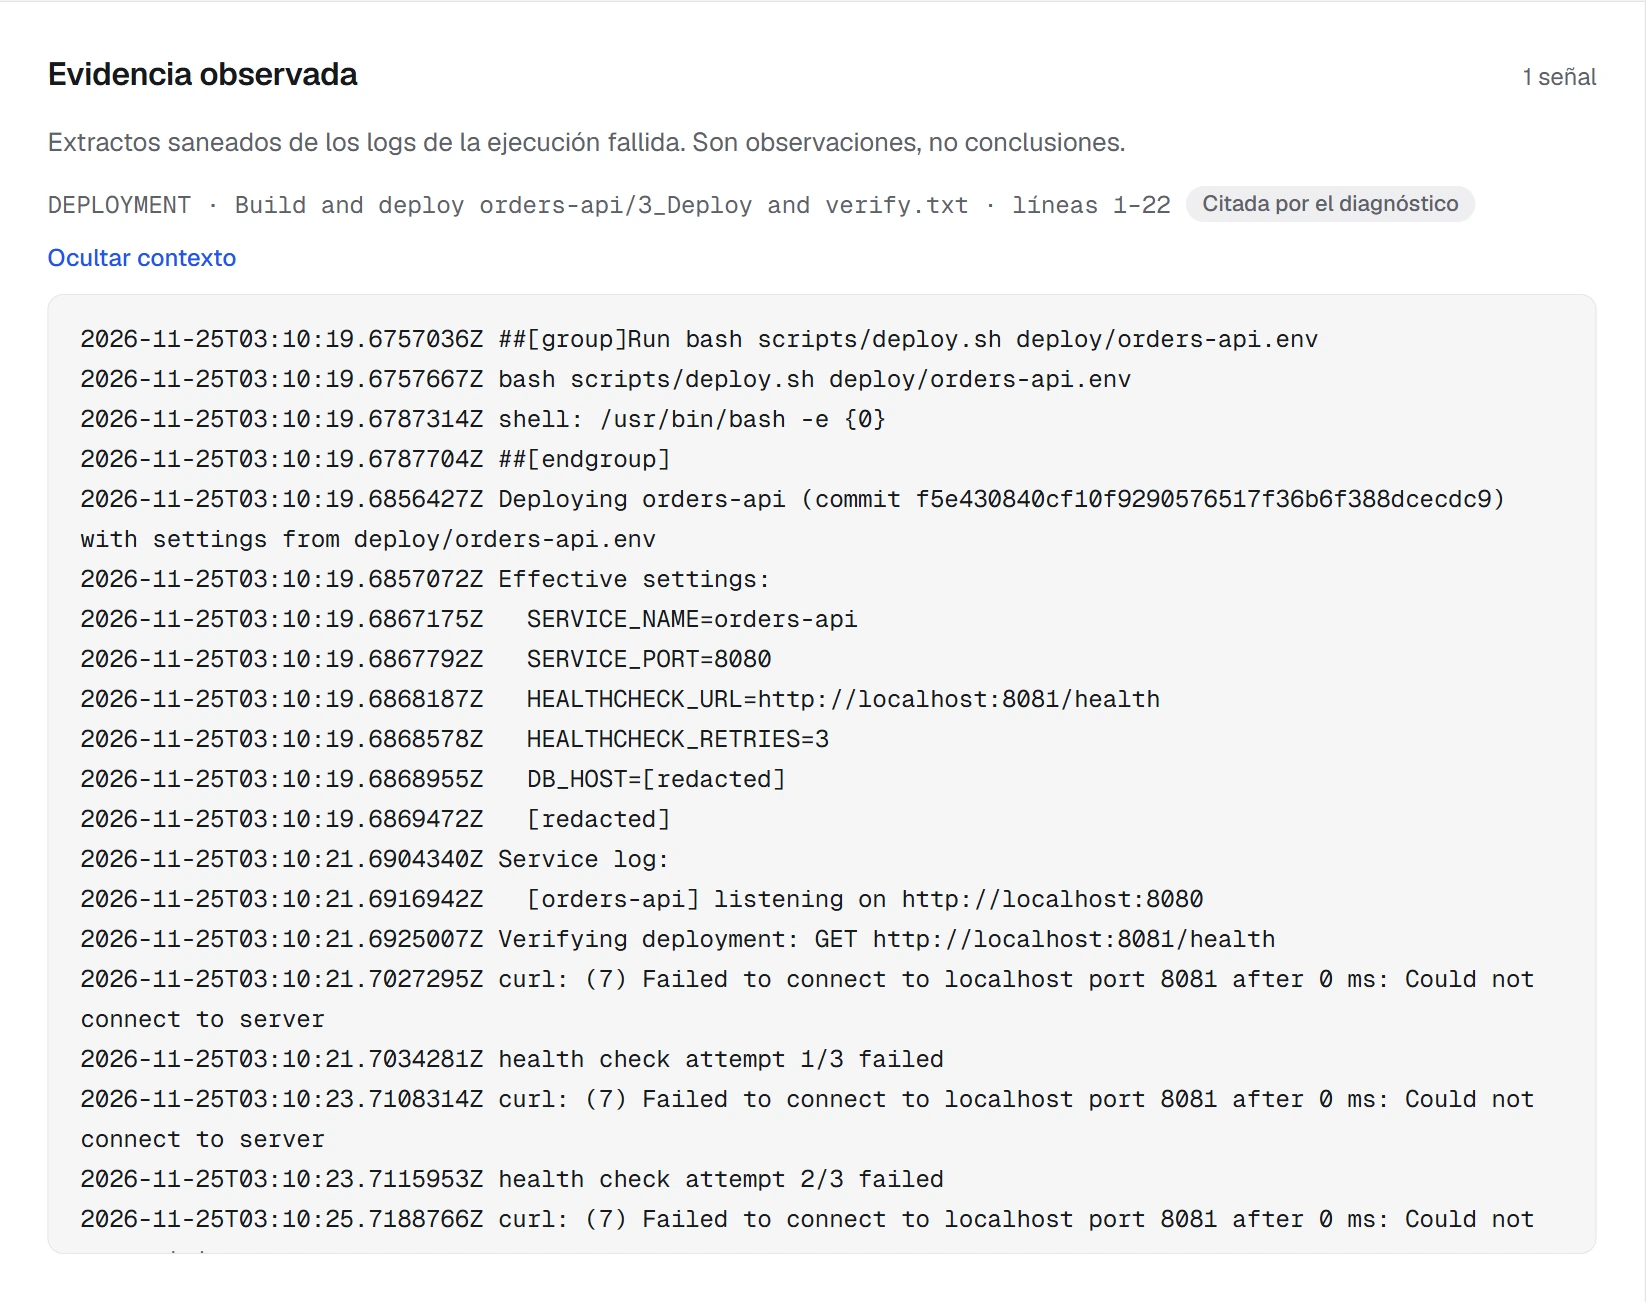 Evidencia observada
1 señal
Extractos saneados de los logs de la ejecución fallida. Son observaciones, no conclusiones.
DEPLOYMENT · Build and deploy orders-api/3_Deploy and verify.txt · líneas 1–22 Citada por el diagnóstico
Ocultar contexto
2026-11-25T03:10:19.6757036Z ##[group]Run bash scripts/deploy.sh deploy/orders-api.env
2026-11-25T03:10:19.6757667Z bash scripts/deploy.sh deploy/orders-api.env
2026-11-25T03:10:19.6787314Z shell: /usr/bin/bash -e {0}
2026-11-25T03:10:19.6787704Z ##[endgroup]
2026-11-25T03:10:19.6856427Z Deploying orders-api (commit f5e430840cf10f9290576517f36b6f388dcecdc9)
with settings from deploy/orders-api.env
2026-11-25T03:10:19.6857072Z Effective settings:
2026-11-25T03:10:19.6867175Z   SERVICE_NAME=orders-api
2026-11-25T03:10:19.6867792Z   SERVICE_PORT=8080
2026-11-25T03:10:19.6868187Z   HEALTHCHECK_URL=http://localhost:8081/health
2026-11-25T03:10:19.6868578Z   HEALTHCHECK_RETRIES=3
2026-11-25T03:10:19.6868955Z   DB_HOST=[redacted]
2026-11-25T03:10:19.6869472Z   [redacted]
2026-11-25T03:10:21.6904340Z Service log:
2026-11-25T03:10:21.6916942Z   [orders-api] listening on http://localhost:8080
2026-11-25T03:10:21.6925007Z Verifying deployment: GET http://localhost:8081/health
2026-11-25T03:10:21.7027295Z curl: (7) Failed to connect to localhost port 8081 after 0 ms: Could not
connect to server
2026-11-25T03:10:21.7034281Z health check attempt 1/3 failed
2026-11-25T03:10:23.7108314Z curl: (7) Failed to connect to localhost port 8081 after 0 ms: Could not
connect to server
2026-11-25T03:10:23.7115953Z health check attempt 2/3 failed
2026-11-25T03:10:25.7188766Z curl: (7) Failed to connect to localhost port 8081 after 0 ms: Could not